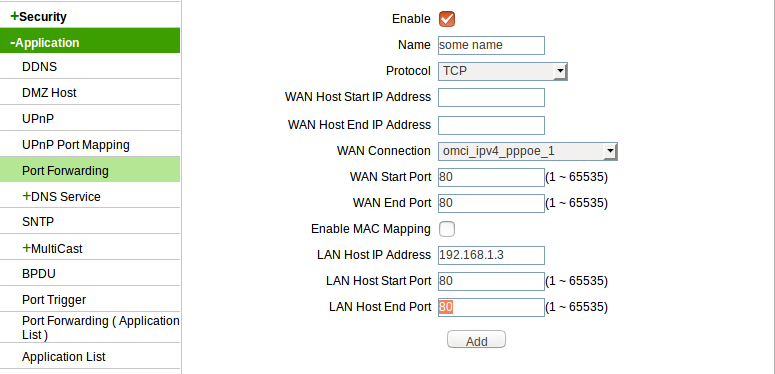 +Security
-Application
DDNS
DMZ Host
UPnP
UPnP Port Mapping
Port Forwarding
+DNS Service
SNTP
+MultiCast
BPDU
Port Trigger
Port Forwarding ( Application
List )
Application List
Enable
Name some name
Protocol TCP
WAN Host Start IP Address
WAN Host End IP Address
WAN Connection omci_ipv4_pppoe_1
WAN Start Port 80 (1 ~ 65535)
WAN End Port 80 (1 ~ 65535)
Enable MAC Mapping
LAN Host IP Address 192.168.1.3
LAN Host Start Port 80 (1 ~ 65535)
LAN Host End Port 80 (1 ~ 65535)
Add